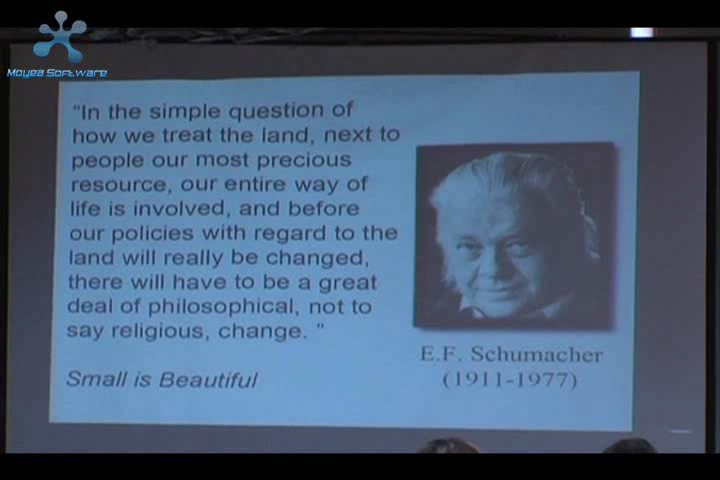 Moyea Software
“In the simple question of
how we treat the land, next to
people our most precious
resource, our entire way of
life is involved, and before
our policies with regard to the
land will really be changed,
there will have to be a great
deal of philosophical, not to
say religious, change. ”
Small is Beautiful
E.F. Schumacher
(1911-1977)